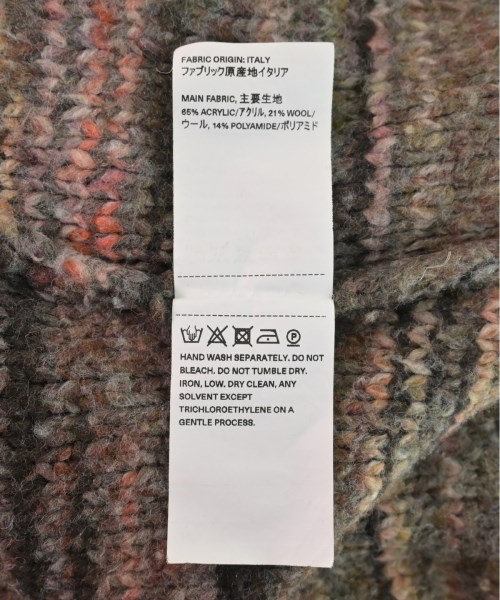 FABRIC ORIGIN: ITALY
ファブリック原産地イタリア
MAIN FABRIC, 主要生地
65% ACRYLIC/アクリル, 21% WOOL/
ウール, 14% POLYAMIDE/ポリアミド
HAND WASH SEPARATELY. DO NOT
BLEACH. DO NOT TUMBLE DRY.
IRON, LOW. DRY CLEAN, ANY
SOLVENT EXCEPT
TRICHLOROETHYLENE ON A
GENTLE PROCESS.